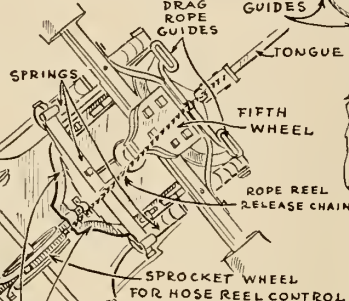 DRAG
ROPE
GUIDES
GUIDES
TONGUE
SPRINGS
FIFTH
WHEEL
ROPE REEL
RELEASE CHAIN
SPROCKET WHEEL
FOR HOSE REEL CONTROL